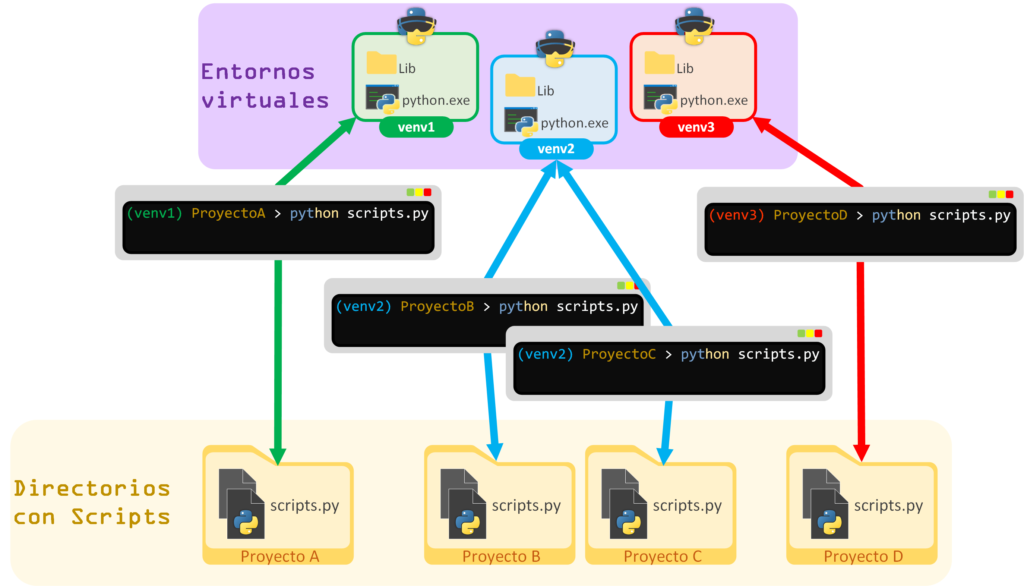 Entornos
virtuales
Lib
python.exe
venv1
Lib
python.exe
venv2
Lib
python.exe
venv3
(venv1) ProyectoA > python scripts.py
(venv3) ProyectoD > python scripts.py
(venv2) ProyectoB > python scripts.py
(venv2) ProyectoC > python scripts.py
Directorios
con Scripts
scripts.py
Proyecto A
scripts.py
Proyecto B
scripts.py
Proyecto C
scripts.py
Proyecto D